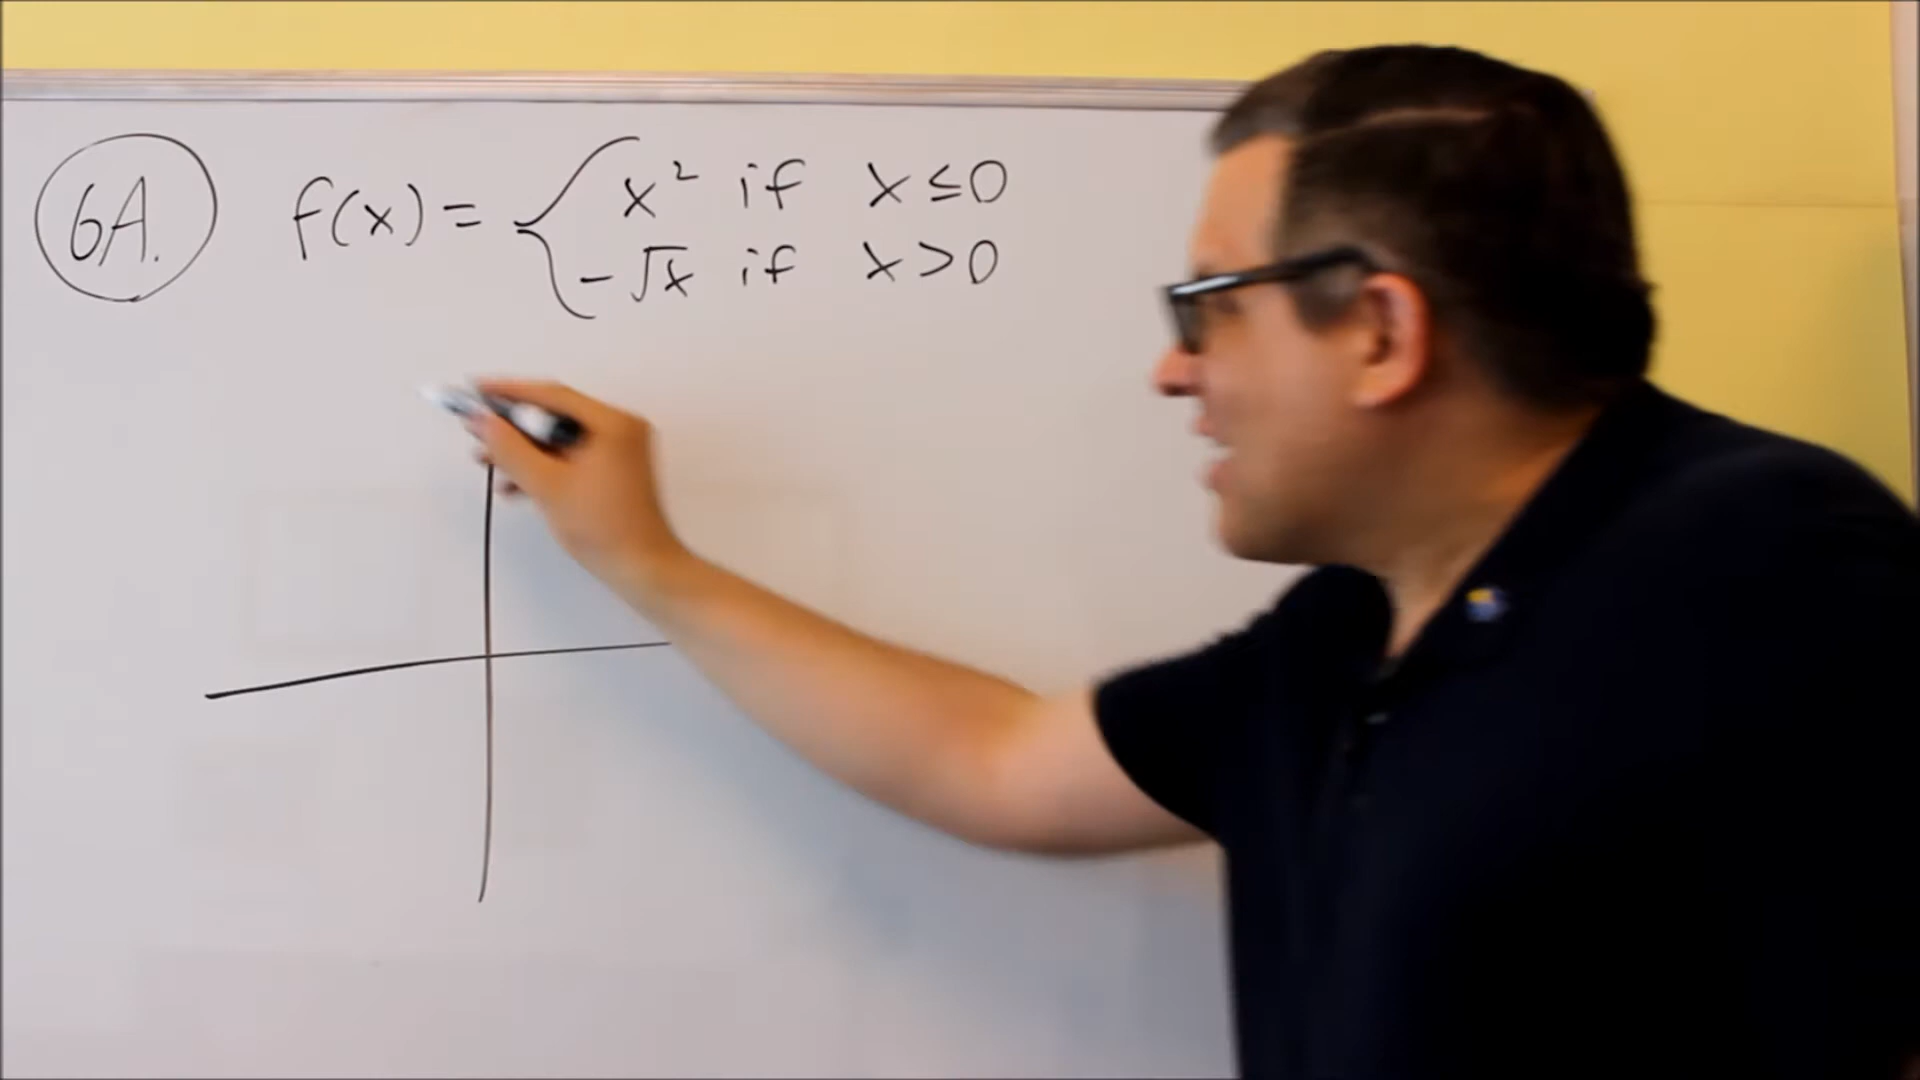 6A. f(x) = { x² if x ≤ 0
-√x if x > 0